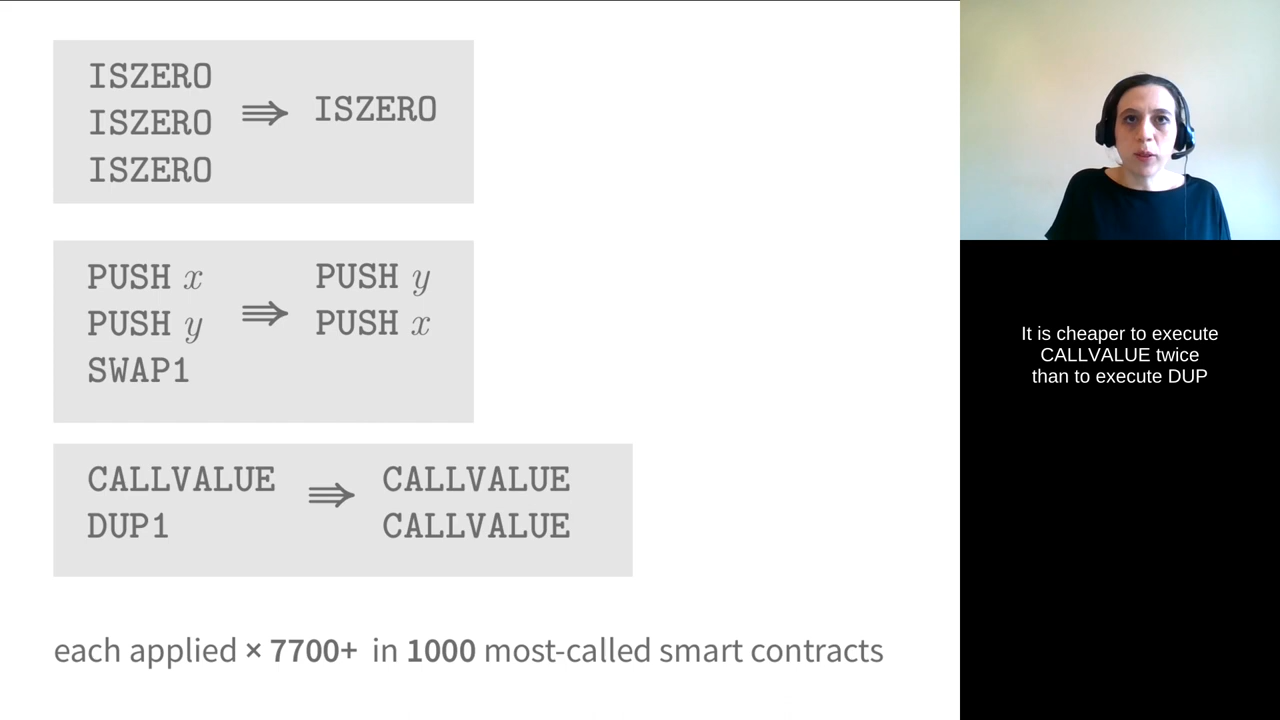 ISZERO
ISZERO
ISZERO
⇛ ISZERO
PUSH x
PUSH y
SWAP1
⇛ PUSH y
PUSH x
CALLVALUE
DUP1
⇛ CALLVALUE
CALLVALUE
each applied × 7700+ in 1000 most-called smart contracts
It is cheaper to execute
CALLVALUE twice
than to execute DUP